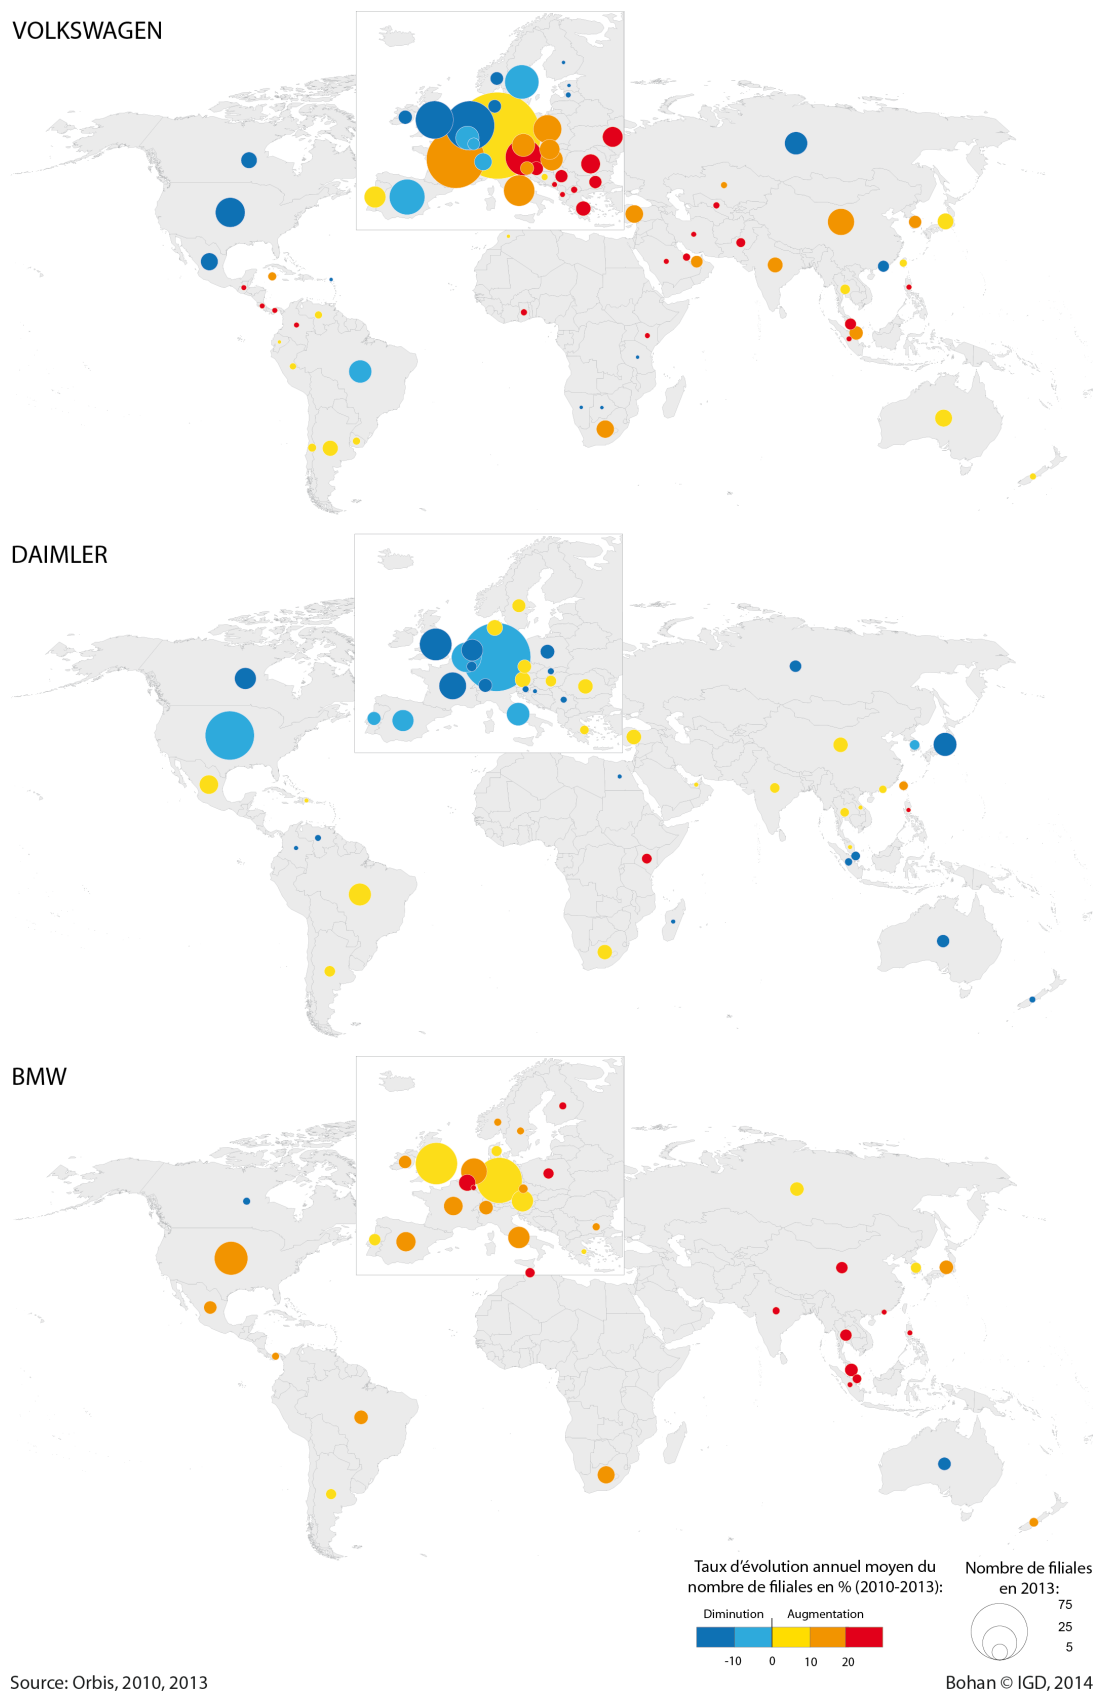 VOLKSWAGEN
DAIMLER
BMW
Taux d'évolution annuel moyen du
nombre de filiales en % (2010-2013):
Diminution
Augmentation
-10
0
10
20
Nombre de filiales
en 2013:
75
25
5
Source: Orbis, 2010, 2013
Bohan © IGD, 2014